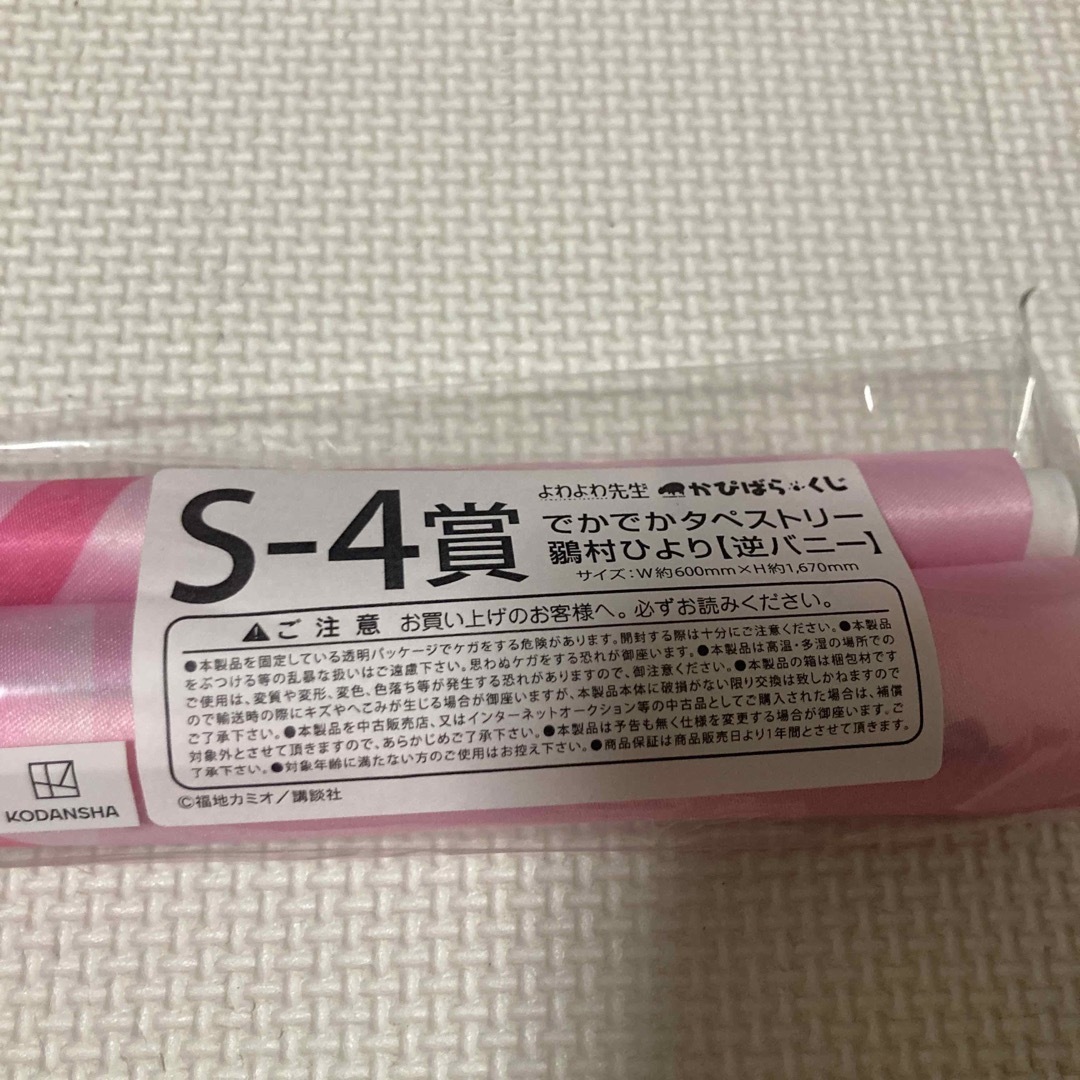 S-4賞
よわよわ先生 かぴばらくじ
でかでかタペストリー
鶸村ひより【逆バニー】
サイズ：W約600mm×H約1,670mm
ご注意 お買い上げのお客様へ。必ずお読みください。
●本製品を固定している透明パッケージでケガをする危険があります。開封する際は十分にご注意ください。●本製品
をぶつける等の乱暴な扱いはご遠慮下さい。思わぬケガをする恐れが御座います。●本製品は高温・多湿の場所での
ご使用は、変質や変形、変色、色落ち等が発生する恐れがありますので、御注意ください。●本製品の箱は梱包材です
ので輸送時の際にキズやへこみが生じる場合が御座いますが、本製品本体に破損がない限り交換は致しかねますので
ご了承下さい。●本製品を中古販売店、又はインターネットオークション等の中古品としてご購入された場合は、補償
対象外とさせて頂きますので、あらかじめご了承下さい。●本製品は予告も無く仕様を変更する場合が御座います。ご
了承下さい。●対象年齢に満たない方のご使用はお控え下さい。●商品保証は商品販売日より1年間とさせて頂きます。
©福地カミオ／講談社
KODANSHA